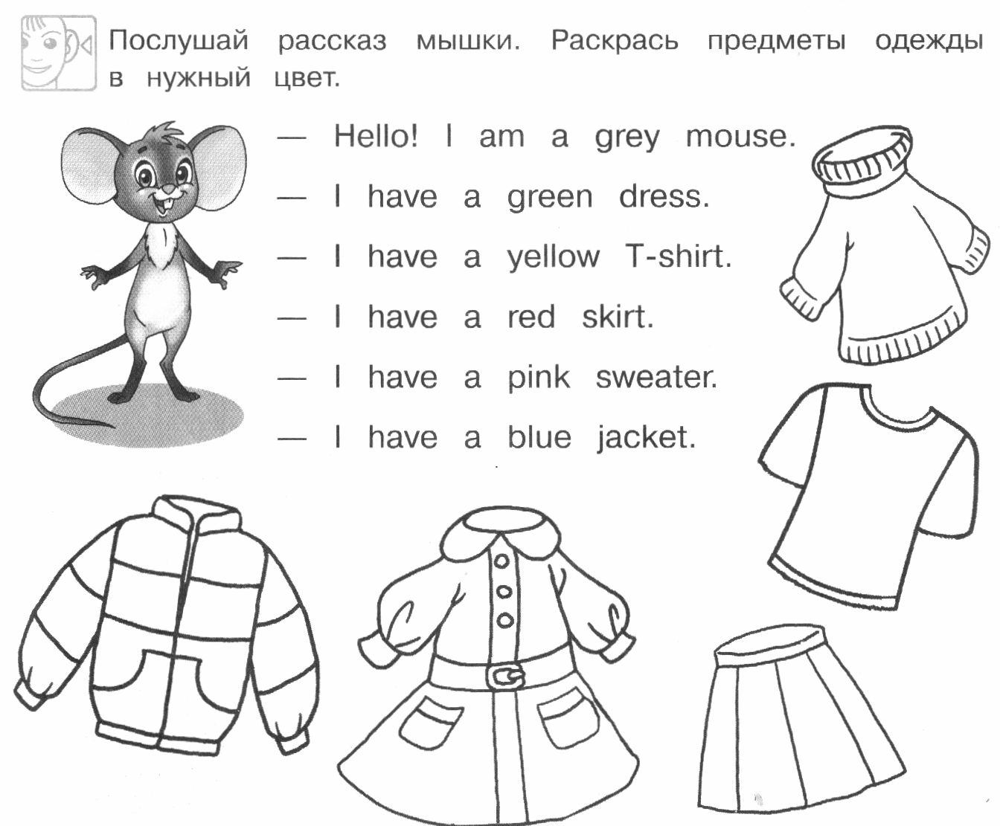 Послушай рассказ мышки. Раскрась предметы одежды
в нужный цвет.
— Hello! I am a grey mouse.
— I have a green dress.
— I have a yellow T-shirt.
— I have a red skirt.
— I have a pink sweater.
— I have a blue jacket.